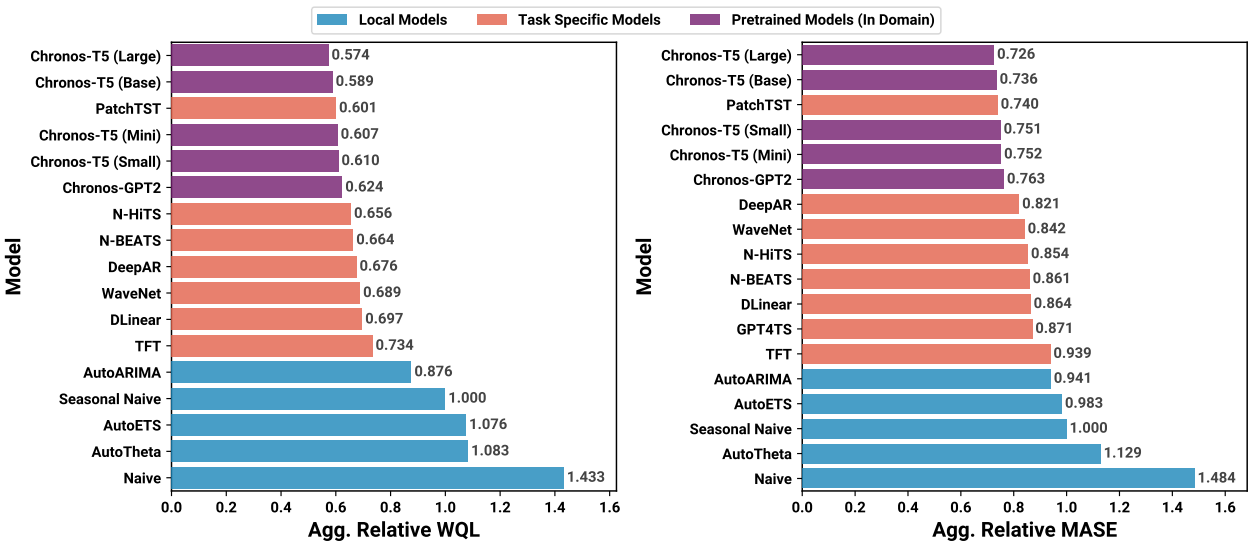 Local Models Task Specific Models Pretrained Models (In Domain)
Model
Chronos-T5 (Large) 0.574
Chronos-T5 (Base) 0.589
PatchTST 0.601
Chronos-T5 (Mini) 0.607
Chronos-T5 (Small) 0.610
Chronos-GPT2 0.624
N-HiTS 0.656
N-BEATS 0.664
DeepAR 0.676
WaveNet 0.689
DLinear 0.697
TFT 0.734
AutoARIMA 0.876
Seasonal Naive 1.000
AutoETS 1.076
AutoTheta 1.083
Naive 1.433
0.0 0.2 0.4 0.6 0.8 1.0 1.2 1.4 1.6
Agg. Relative WQL
Model
Chronos-T5 (Large) 0.726
Chronos-T5 (Base) 0.736
PatchTST 0.740
Chronos-T5 (Small) 0.751
Chronos-T5 (Mini) 0.752
Chronos-GPT2 0.763
DeepAR 0.821
WaveNet 0.842
N-HiTS 0.854
N-BEATS 0.861
DLinear 0.864
GPT4TS 0.871
TFT 0.939
AutoARIMA 0.941
AutoETS 0.983
Seasonal Naive 1.000
AutoTheta 1.129
Naive 1.484
0.0 0.2 0.4 0.6 0.8 1.0 1.2 1.4 1.6
Agg. Relative MASE